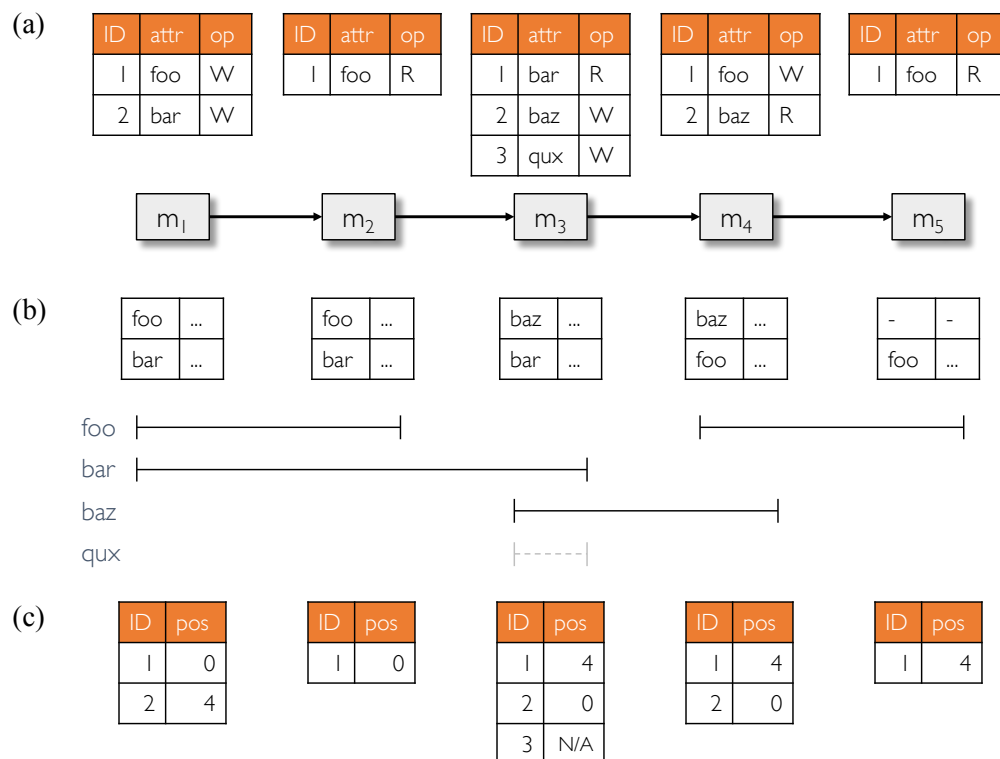 (a)
ID attr op
1 foo W
2 bar W
ID attr op
1 foo R
ID attr op
1 bar R
2 baz W
3 qux W
ID attr op
1 foo W
2 baz R
ID attr op
1 foo R
m1 m2 m3 m4 m5
(b)
foo ...
bar ...
foo ...
bar ...
baz ...
bar ...
baz ...
foo ...
- -
foo ...
foo
bar
baz
qux
(c)
ID pos
1 0
2 4
ID pos
1 0
ID pos
1 4
2 0
3 N/A
ID pos
1 4
2 0
ID pos
1 4